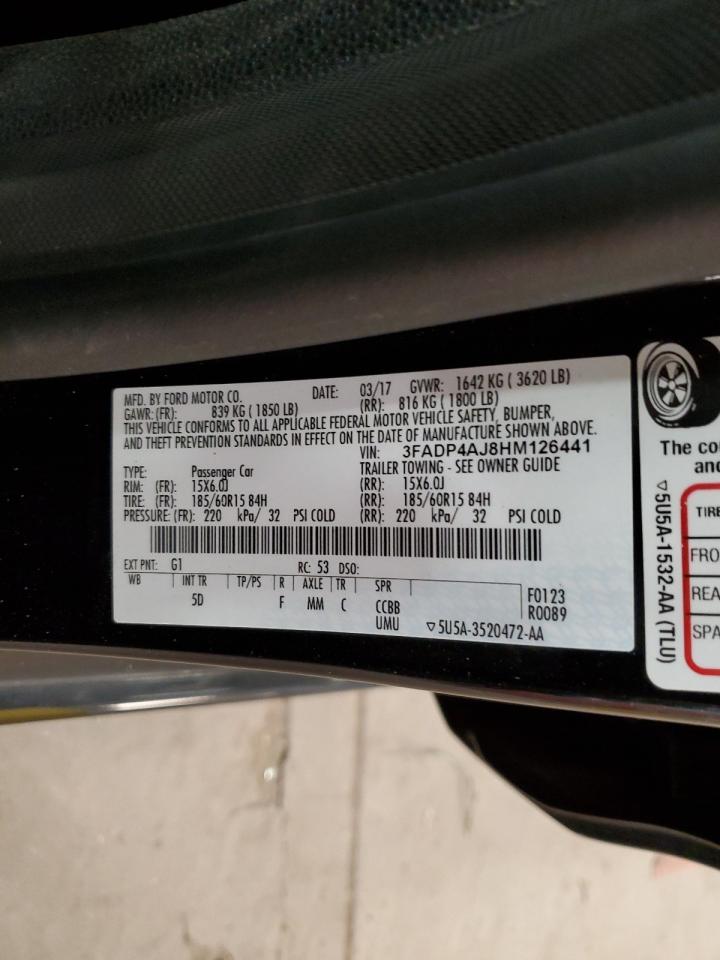 MFD. BY FORD MOTOR CO. DATE: 03/17 GVWR: 1642 KG ( 3620 LB)
GAWR: (FR): 839 KG ( 1850 LB) (RR): 816 KG ( 1800 LB)
THIS VEHICLE CONFORMS TO ALL APPLICABLE FEDERAL MOTOR VEHICLE SAFETY, BUMPER,
AND THEFT PREVENTION STANDARDS IN EFFECT ON THE DATE OF MANUFACTURE SHOWN ABOVE.
VIN: 3FADP4AJ8HM126441
TYPE: Passenger Car TRAILER TOWING - SEE OWNER GUIDE
RIM: (FR): 15X6.0J (RR): 15X6.0J
TIRE: (FR): 185/60R15 84H (RR): 185/60R15 84H
PRESSURE: (FR): 220 kPa/ 32 PSI COLD (RR): 220 kPa/ 32 PSI COLD
EXT PNT: G1 RC: 53 DSO:
WB INT TR TP/PS R AXLE TR SPR
5D F MM C CCBB F0123
UMU R0089
▽5U5A-3520472-AA
The co
TIRE
FRO
REA
SPA
▽5U5A-1532-AA (TLU)